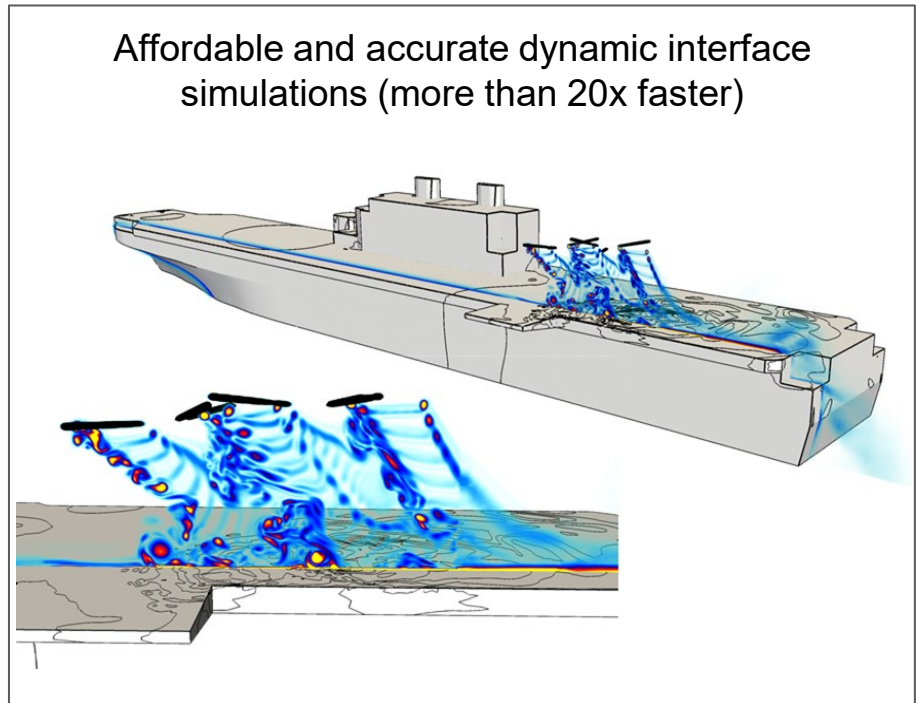 Affordable and accurate dynamic interface
simulations (more than 20x faster)